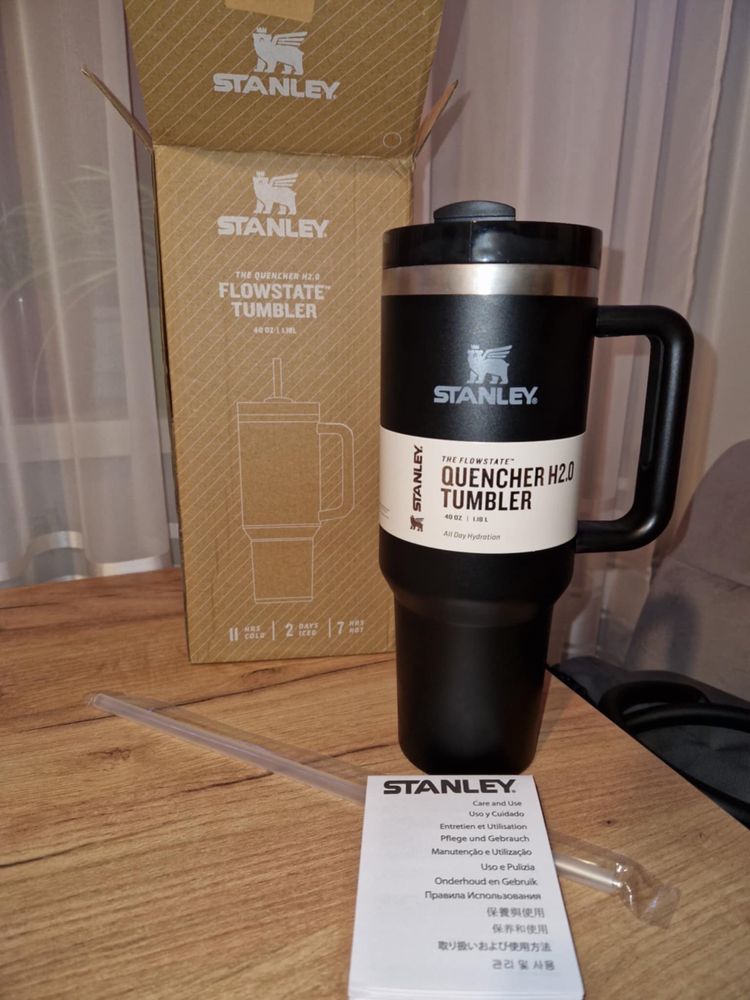 STANLEY
STANLEY
THE QUENCHER H2.0
FLOWSTATE™
TUMBLER
40 OZ | 1.18L
11 HRS COLD | 2 DAYS ICED | 7 HRS HOT
STANLEY
STANLEY
THE FLOWSTATE™
QUENCHER H2.0
TUMBLER
40 OZ | 1.18 L
All Day Hydration
STANLEY
Care and Use
Uso y Cuidado
Entretien et Utilisation
Pflege und Gebrauch
Manutenção e Utilização
Uso e Pulizia
Onderhoud en Gebruik
Правила Использования
保養與使用
保养和使用
取り扱いおよび使用方法
관리 및 사용